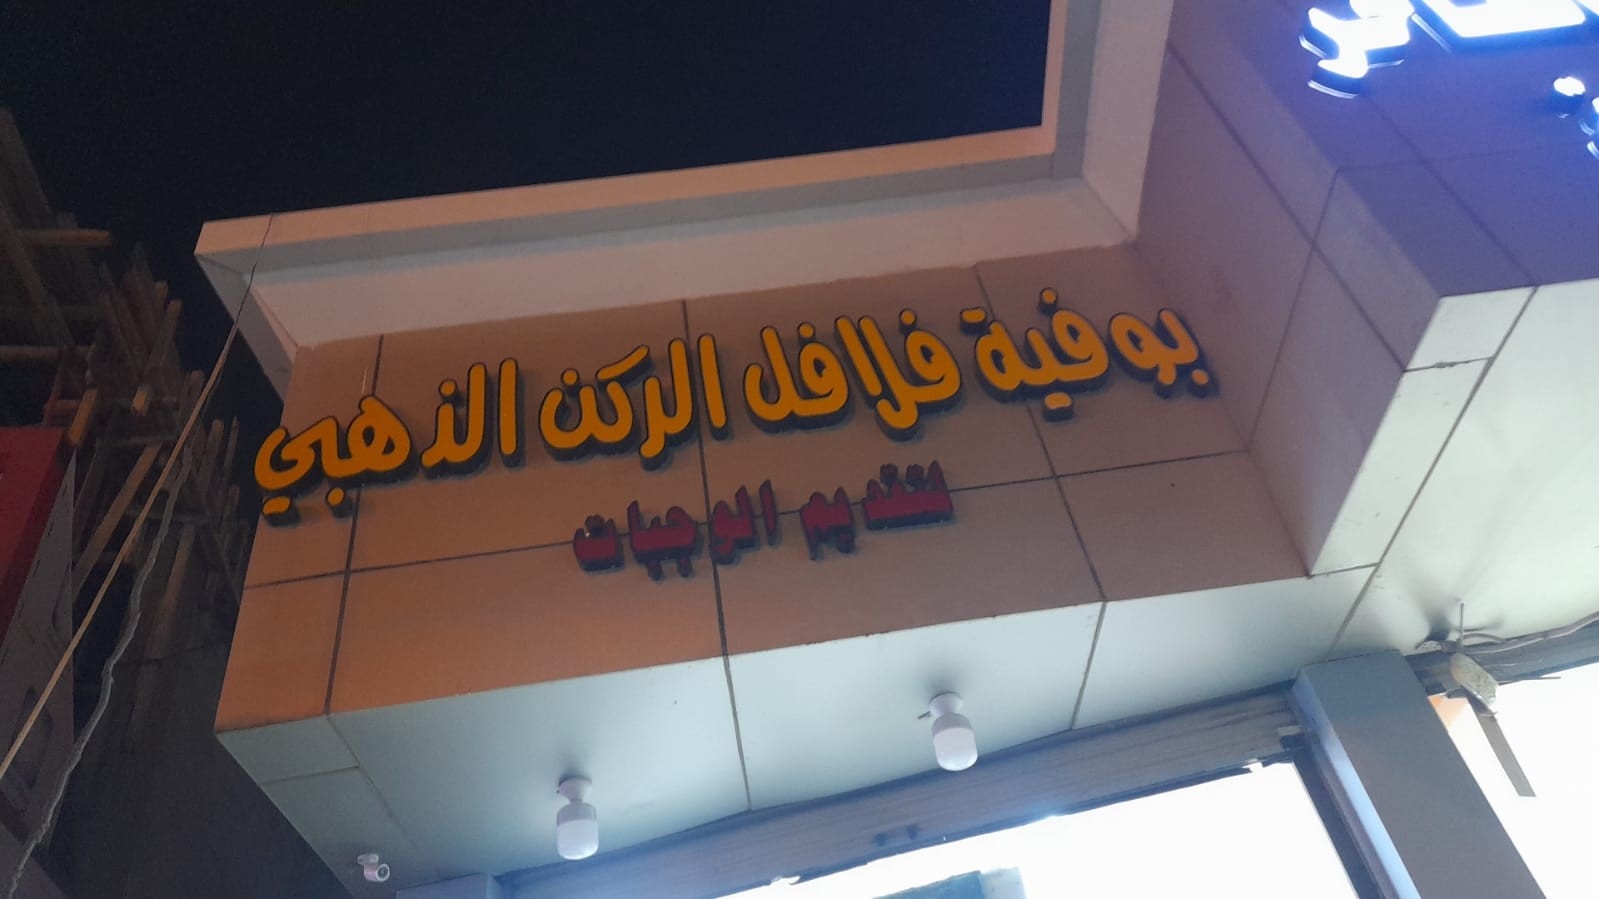 بوفية فلافل الركن الذهبي
لتقديم الوجبات